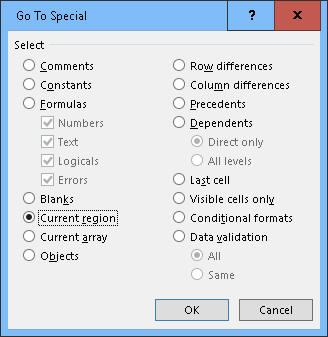 Go To Special
?
Select
Comments
Constants
Formulas
Numbers
Text
Logicals
Errors
Blanks
Current region
Current array
Objects
Row differences
Column differences
Precedents
Dependents
Direct only
All levels
Last cell
Visible cells only
Conditional formats
Data validation
All
Same
OK
Cancel